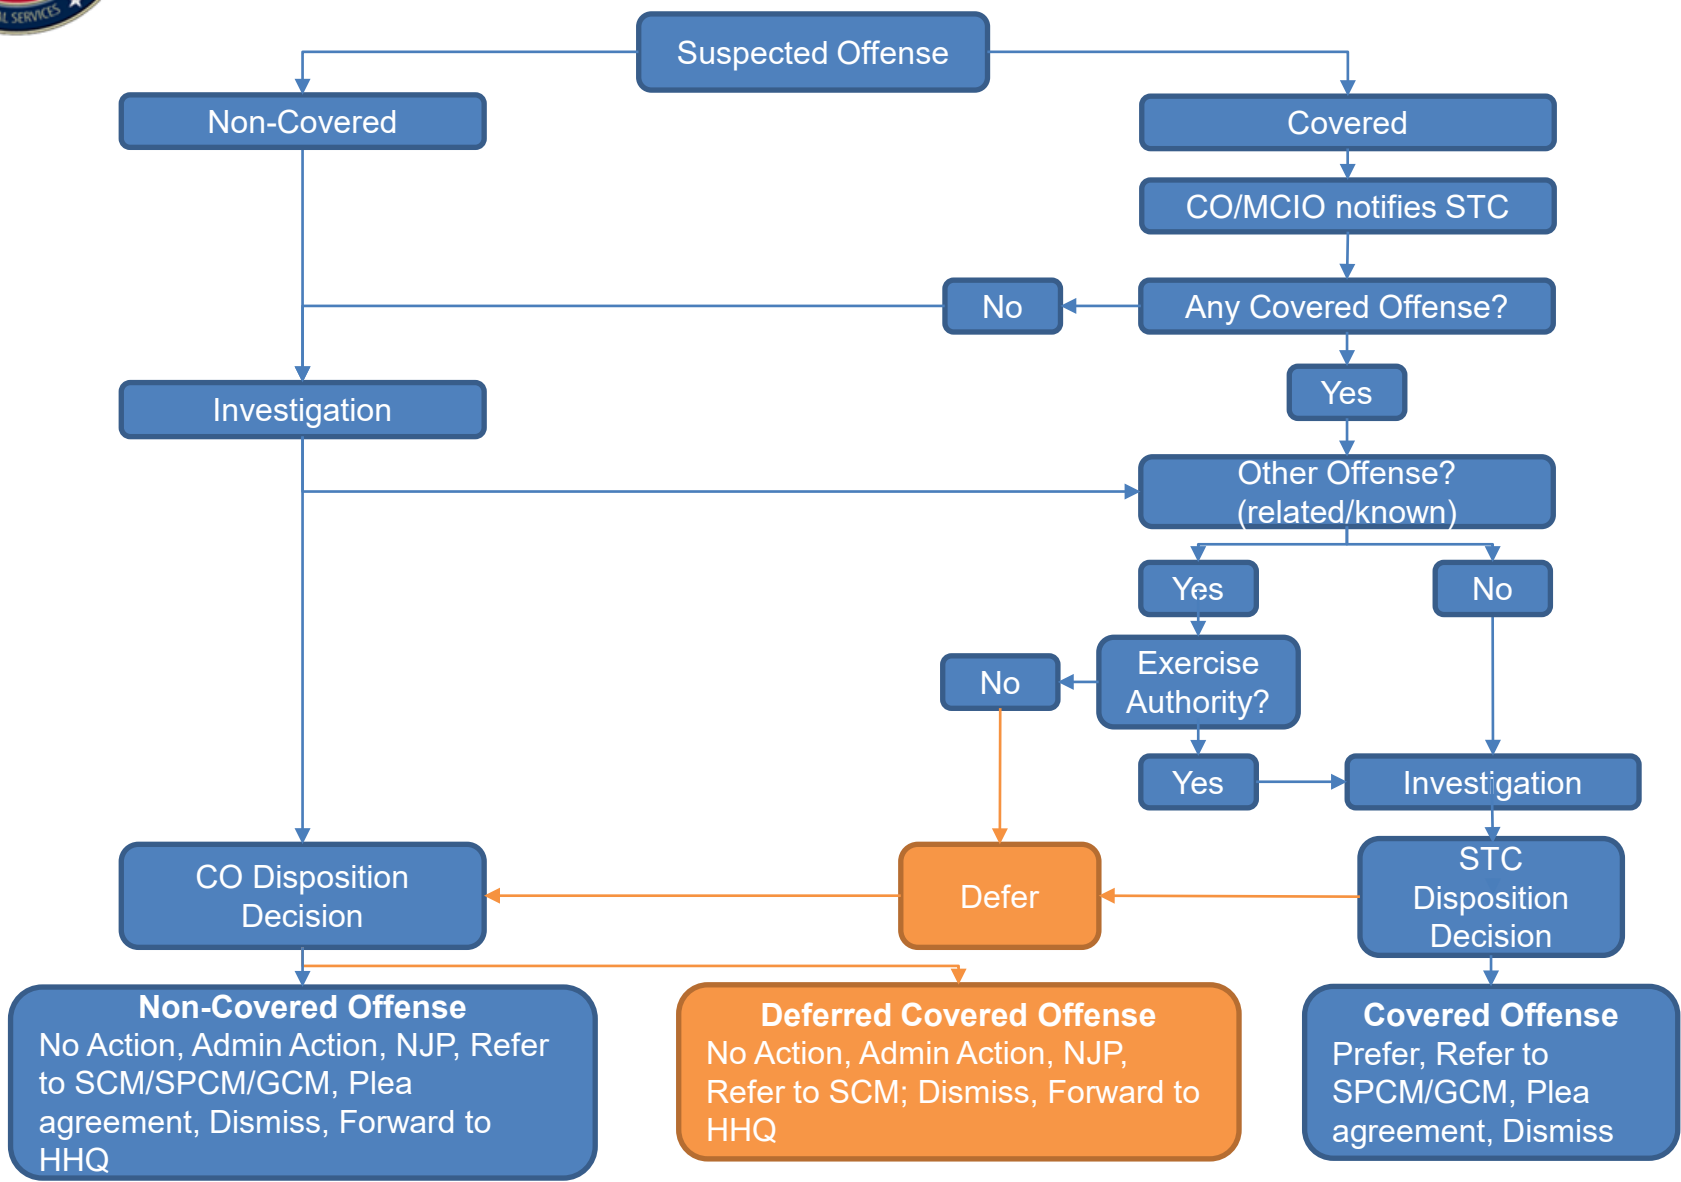 AL SERVICES
Suspected Offense
Non-Covered
Covered
CO/MCIO notifies STC
No
Any Covered Offense?
Yes
Investigation
Other Offense?
(related/known)
Yes
No
Exercise
Authority?
No
Yes
Investigation
CO Disposition
Decision
Defer
STC
Disposition
Decision
Non-Covered Offense
No Action, Admin Action, NJP, Refer
to SCM/SPCM/GCM, Plea
agreement, Dismiss, Forward to
HHQ
Deferred Covered Offense
No Action, Admin Action, NJP,
Refer to SCM; Dismiss, Forward to
HHQ
Covered Offense
Prefer, Refer to
SPCM/GCM, Plea
agreement, Dismiss